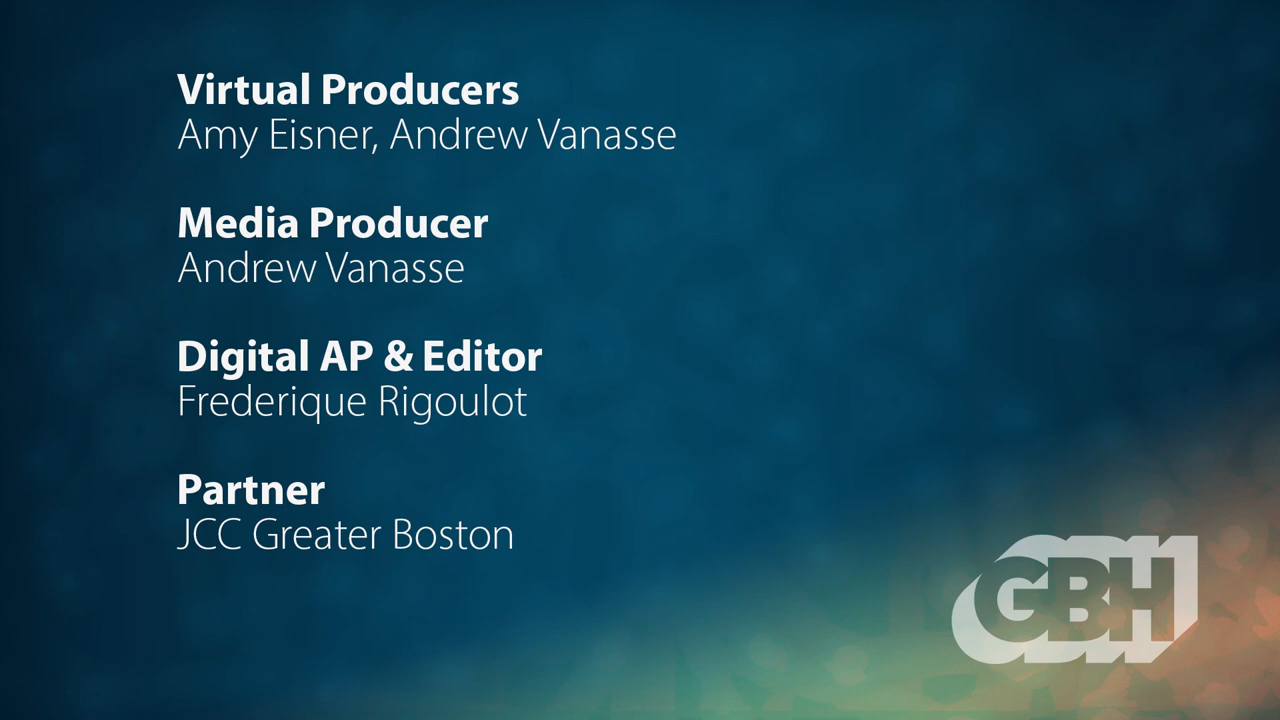 Virtual Producers
Amy Eisner, Andrew Vanasse
Media Producer
Andrew Vanasse
Digital AP & Editor
Frederique Rigoulot
Partner
JCC Greater Boston
GBH